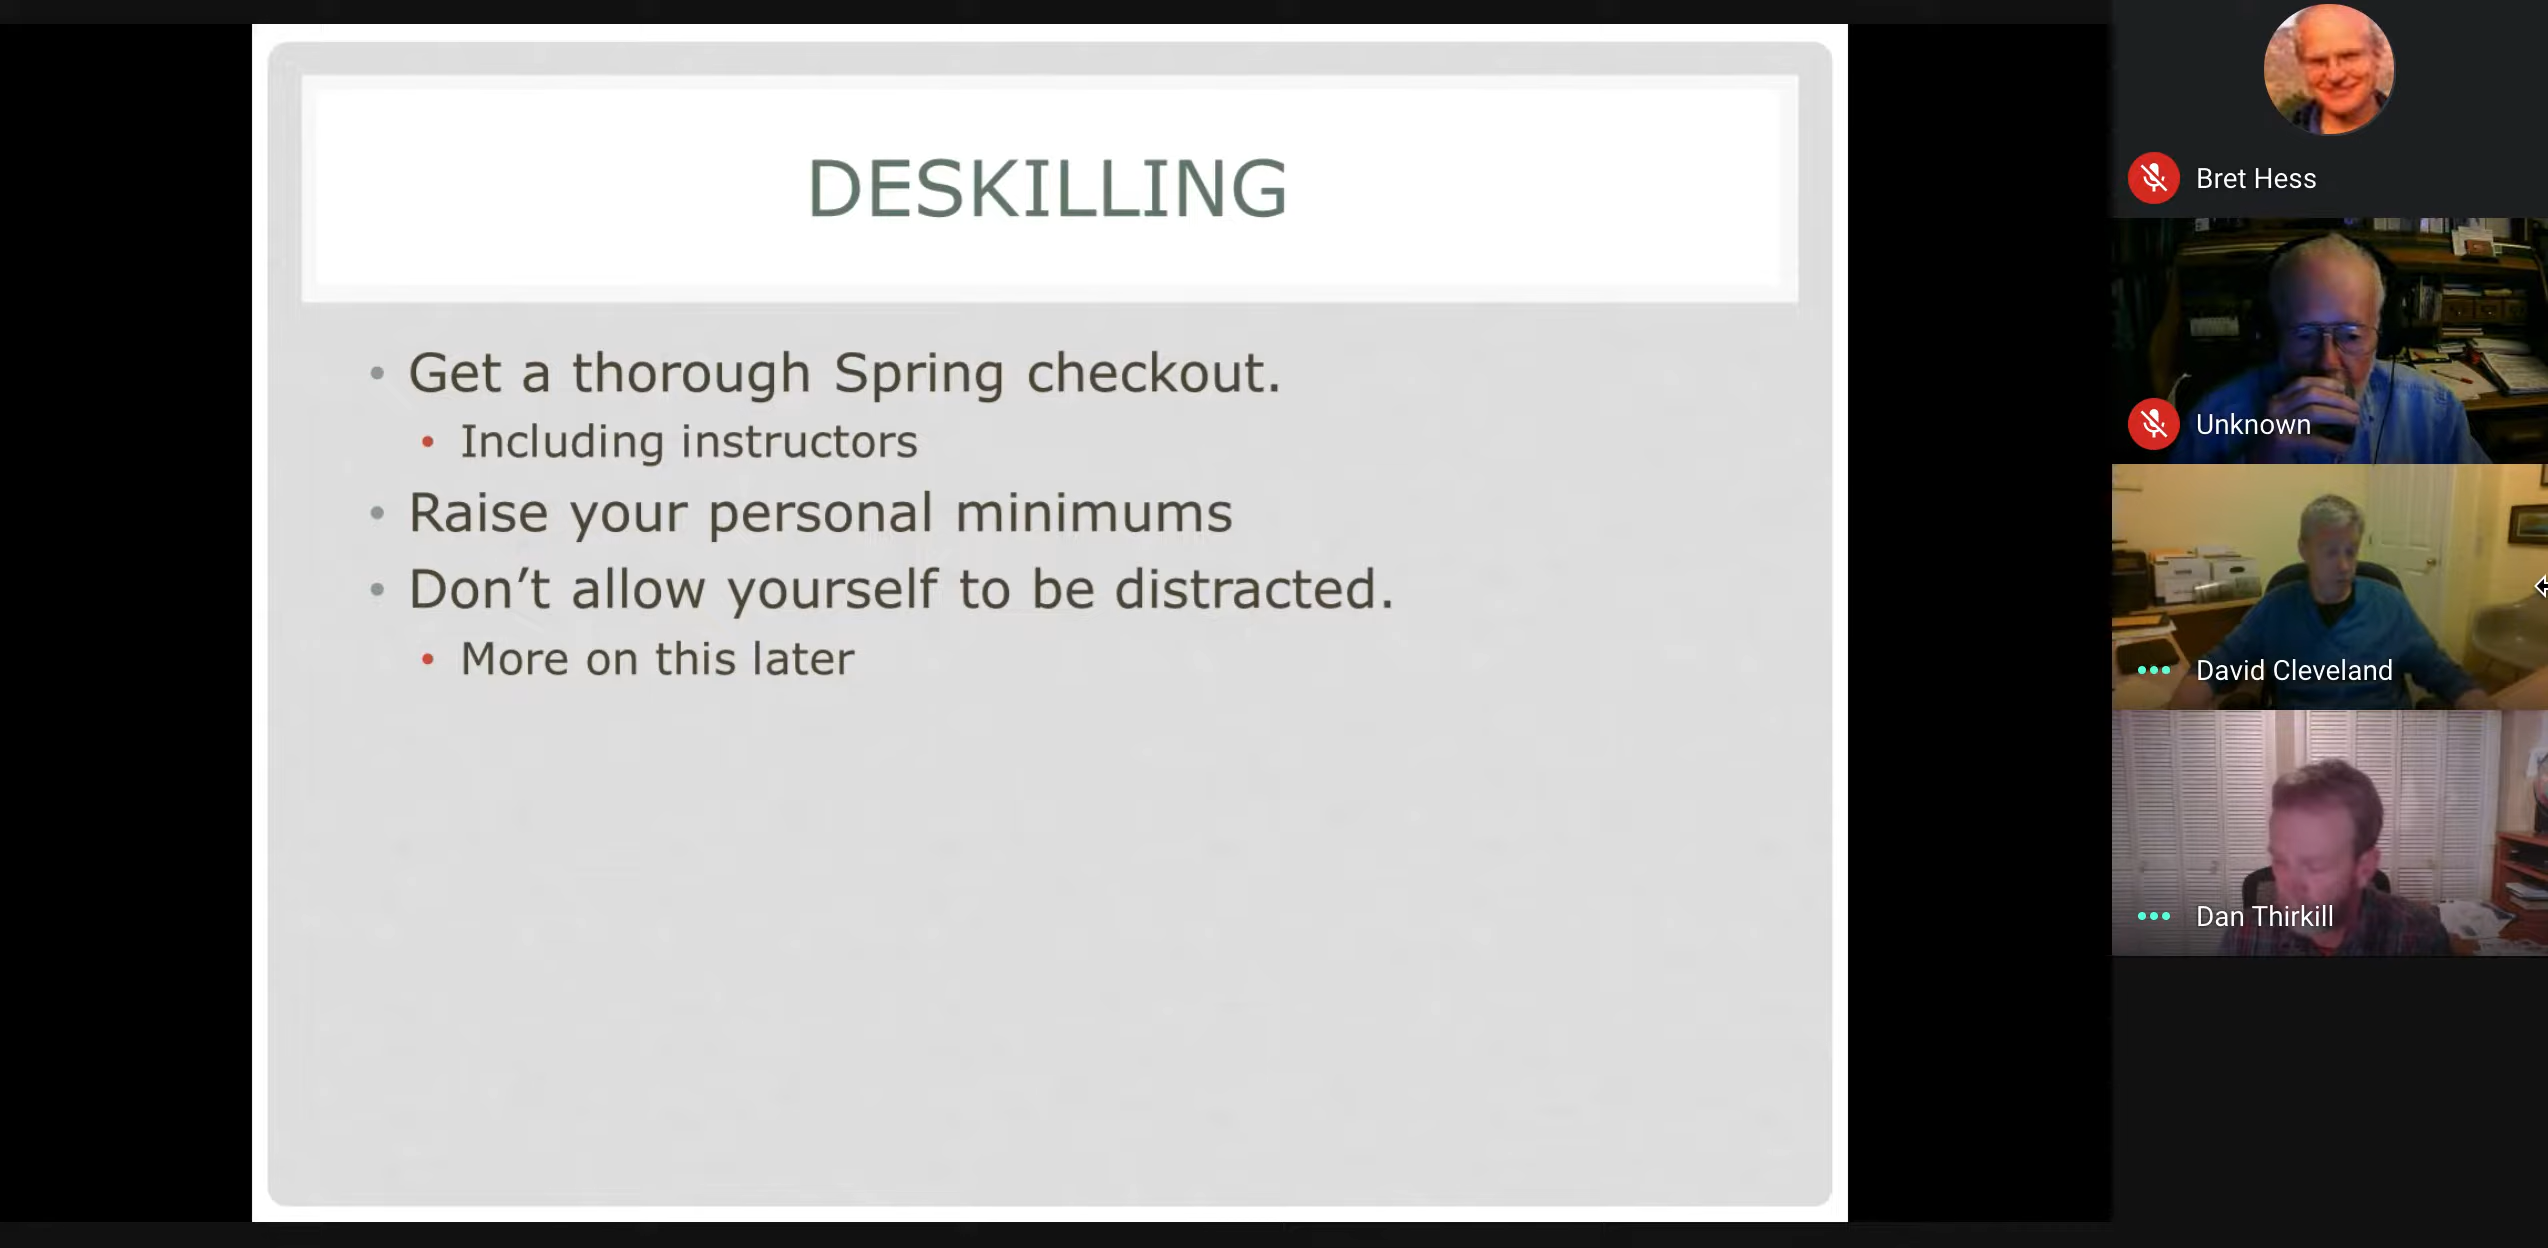 DESKILLING
• Get a thorough Spring checkout.
• Including instructors
• Raise your personal minimums
• Don’t allow yourself to be distracted.
• More on this later
Bret Hess
Unknown
David Cleveland
Dan Thirkill